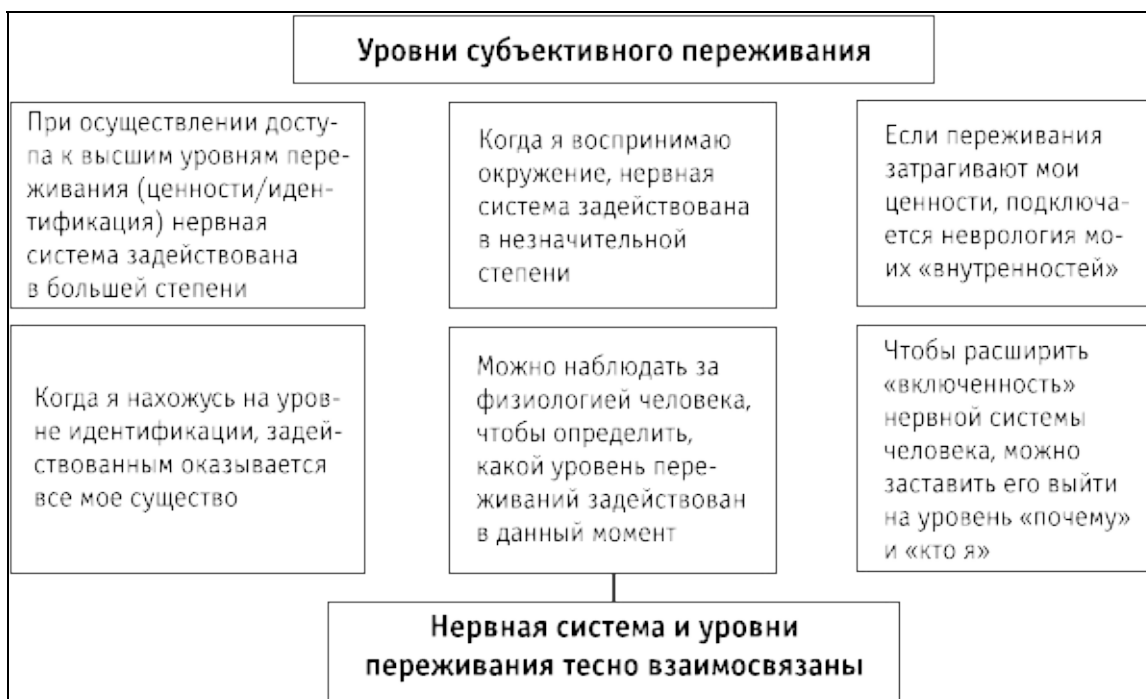 Уровни субъективного переживания
При осуществлении досту-
па к высшим уровням пере-
живания (ценности/иден-
тификация) нервная
система задействована
в большей степени
Когда я воспринимаю
окружение, нервная
система задействована
в незначительной
степени
Если переживания
затрагивают мои
ценности, подключа-
ется неврология мо-
их «внутренностей»
Когда я нахожусь на уров-
не идентификации, задей-
ствованным оказывается
все мое существо
Можно наблюдать за
физиологией человека,
чтобы определить,
какой уровень пере-
живаний задействован
в данный момент
Чтобы расширить
«включенность»
нервной системы
человека, можно
заставить его выйти
на уровень «почему»
и «кто я»
Нервная система и уровни
переживания тесно взаимосвязаны